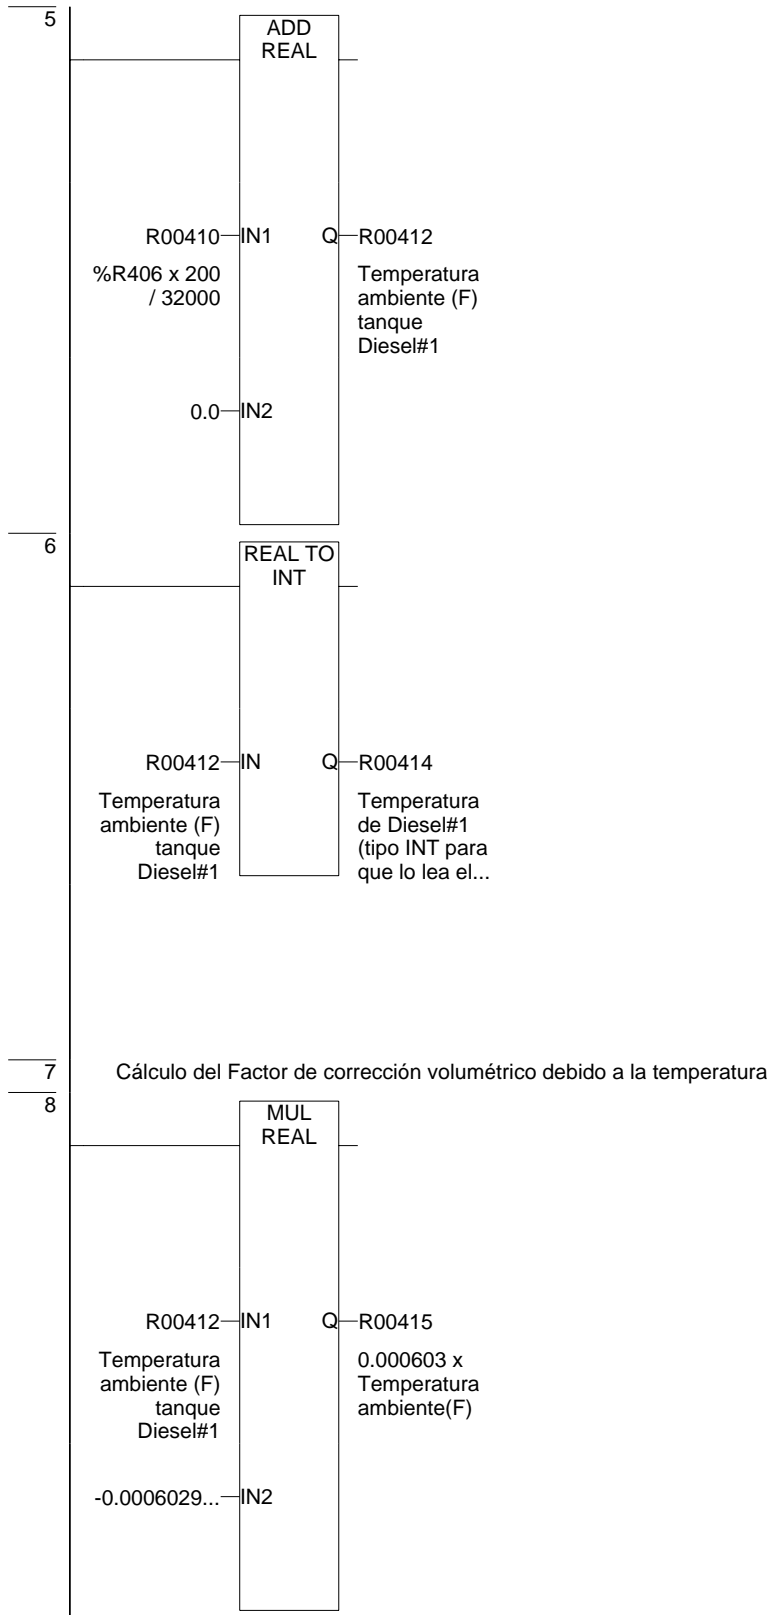 5
ADD
REAL
R00410 IN1 Q R00412
%R406 x 200
/ 32000
Temperatura
ambiente (F)
tanque
Diesel#1
0.0 IN2
6
REAL TO
INT
R00412 IN Q R00414
Temperatura
ambiente (F)
tanque
Diesel#1
Temperatura
de Diesel#1
(tipo INT para
que lo lea el...
7
Cálculo del Factor de corrección volumétrico debido a la temperatura
8
MUL
REAL
R00412 IN1 Q R00415
Temperatura
ambiente (F)
tanque
Diesel#1
0.000603 x
Temperatura
ambiente(F)
-0.0006029... IN2